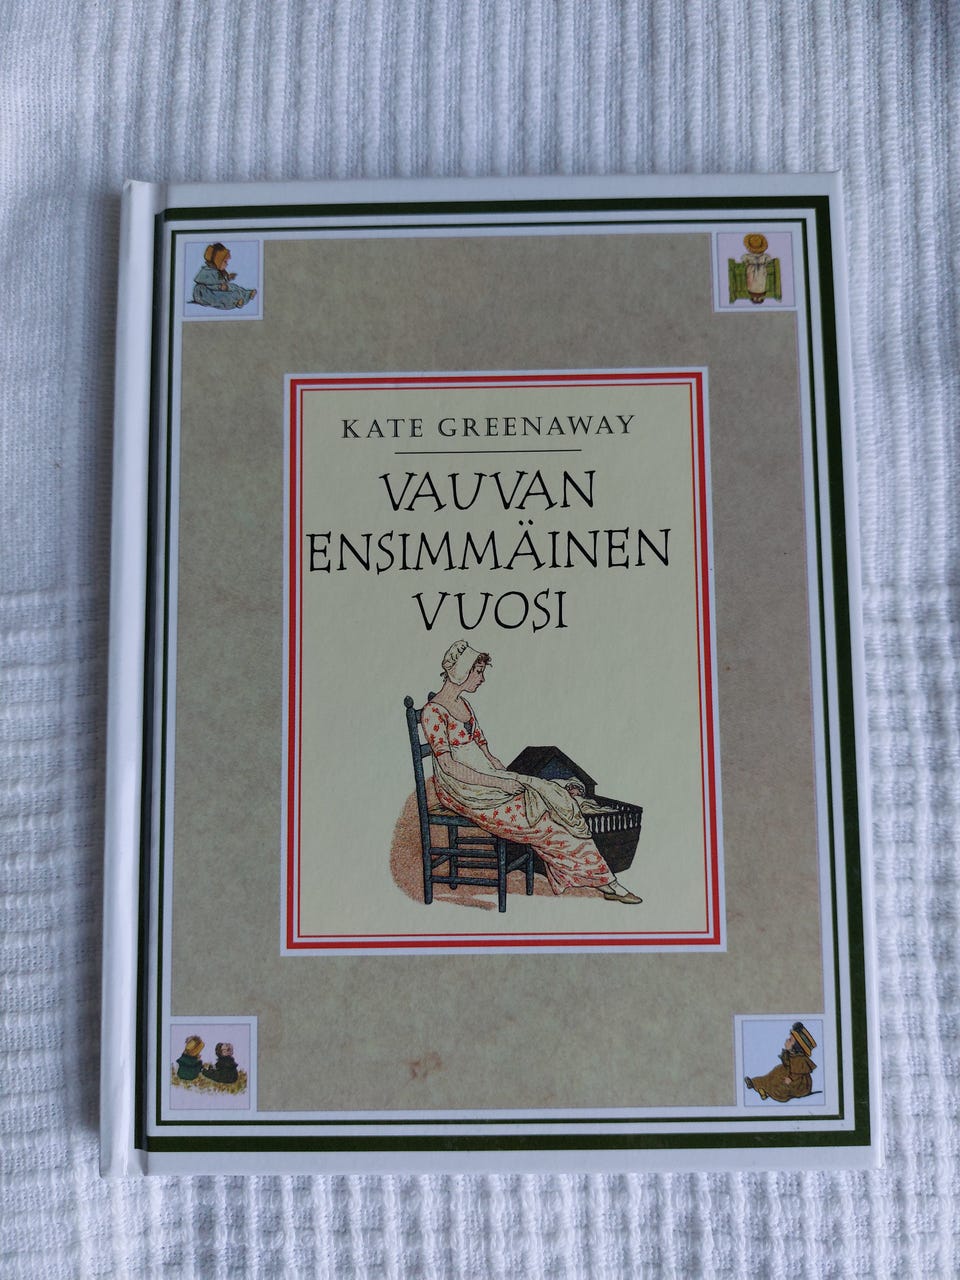 KATE GREENAWAY
VAUVAN
ENSIMMÄINEN
VUOSI